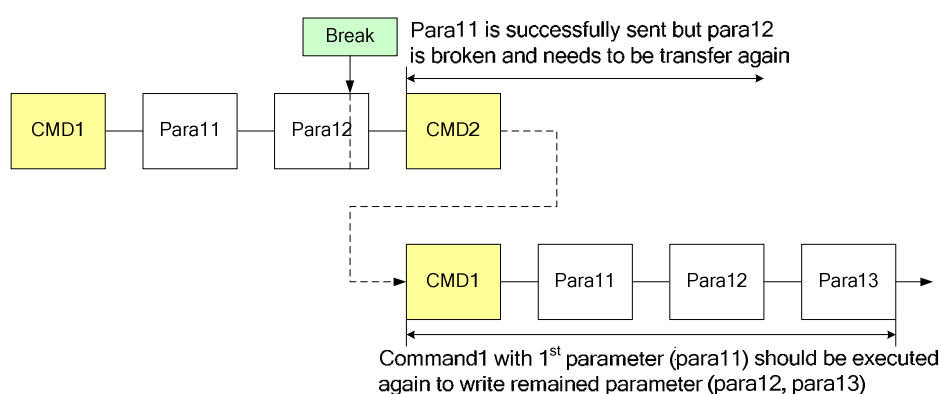 Break
Para11 is successfully sent but para12
is broken and needs to be transfer again
CMD1
Para11
Para12
CMD2
CMD1
Para11
Para12
Para13
Command1 with 1st parameter (para11) should be executed
again to write remained parameter (para12, para13)